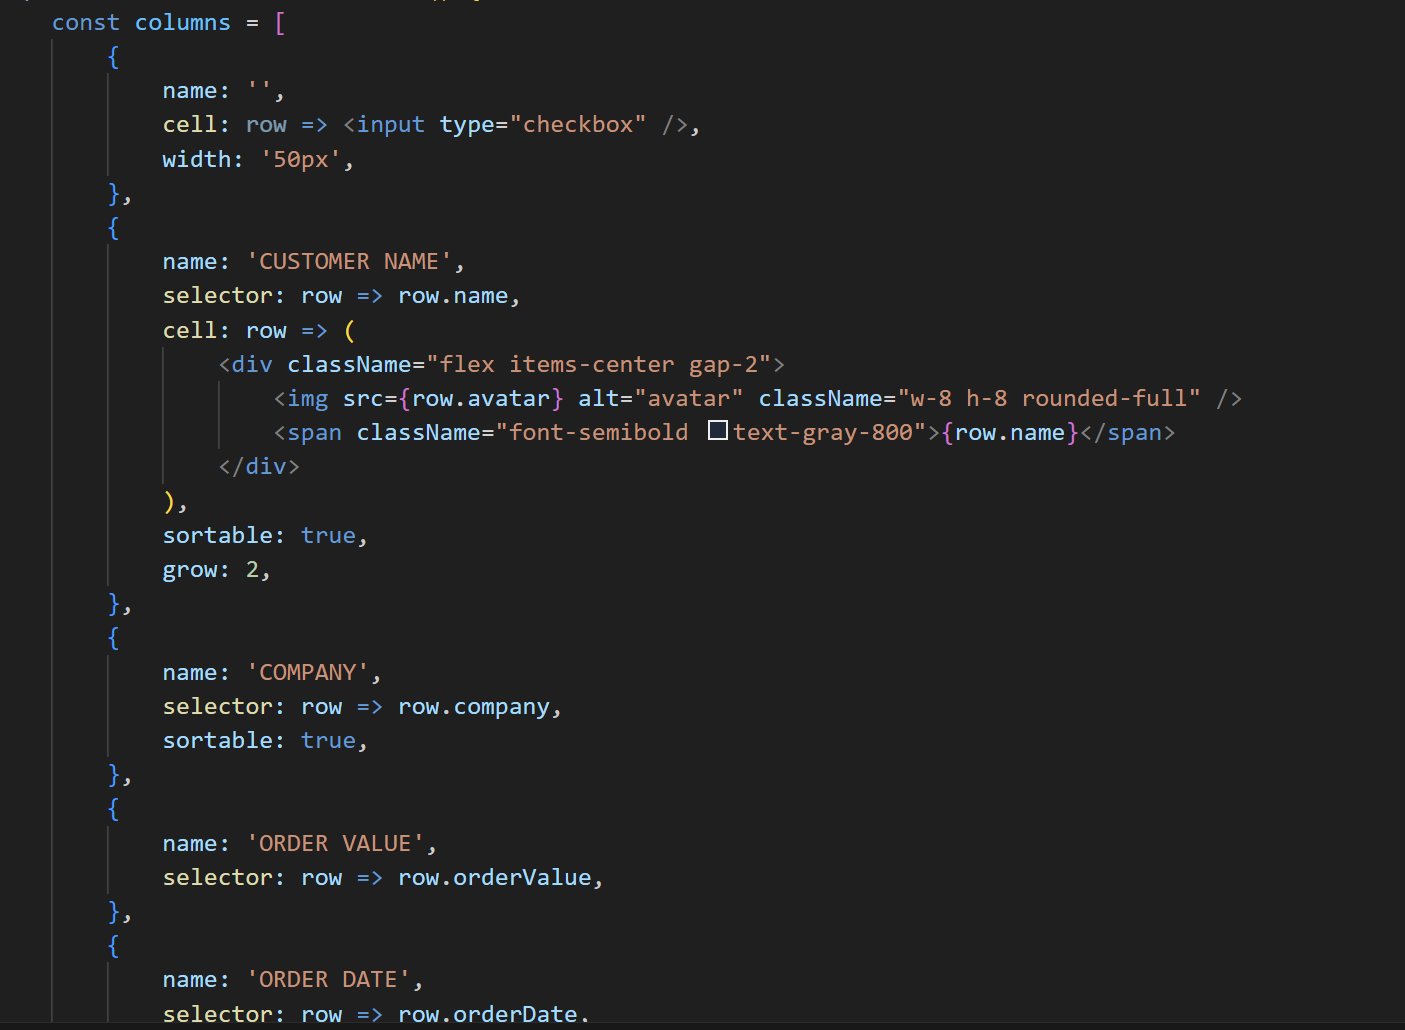 const columns = [
{
name: '',
cell: row => <input type="checkbox" />,
width: '50px',
},
{
name: 'CUSTOMER NAME',
selector: row => row.name,
cell: row => (
<div className="flex items-center gap-2">
<img src={row.avatar} alt="avatar" className="w-8 h-8 rounded-full" />
<span className="font-semibold text-gray-800">{row.name}</span>
</div>
),
sortable: true,
grow: 2,
},
{
name: 'COMPANY',
selector: row => row.company,
sortable: true,
},
{
name: 'ORDER VALUE',
selector: row => row.orderValue,
},
{
name: 'ORDER DATE',
selector: row => row.orderDate,